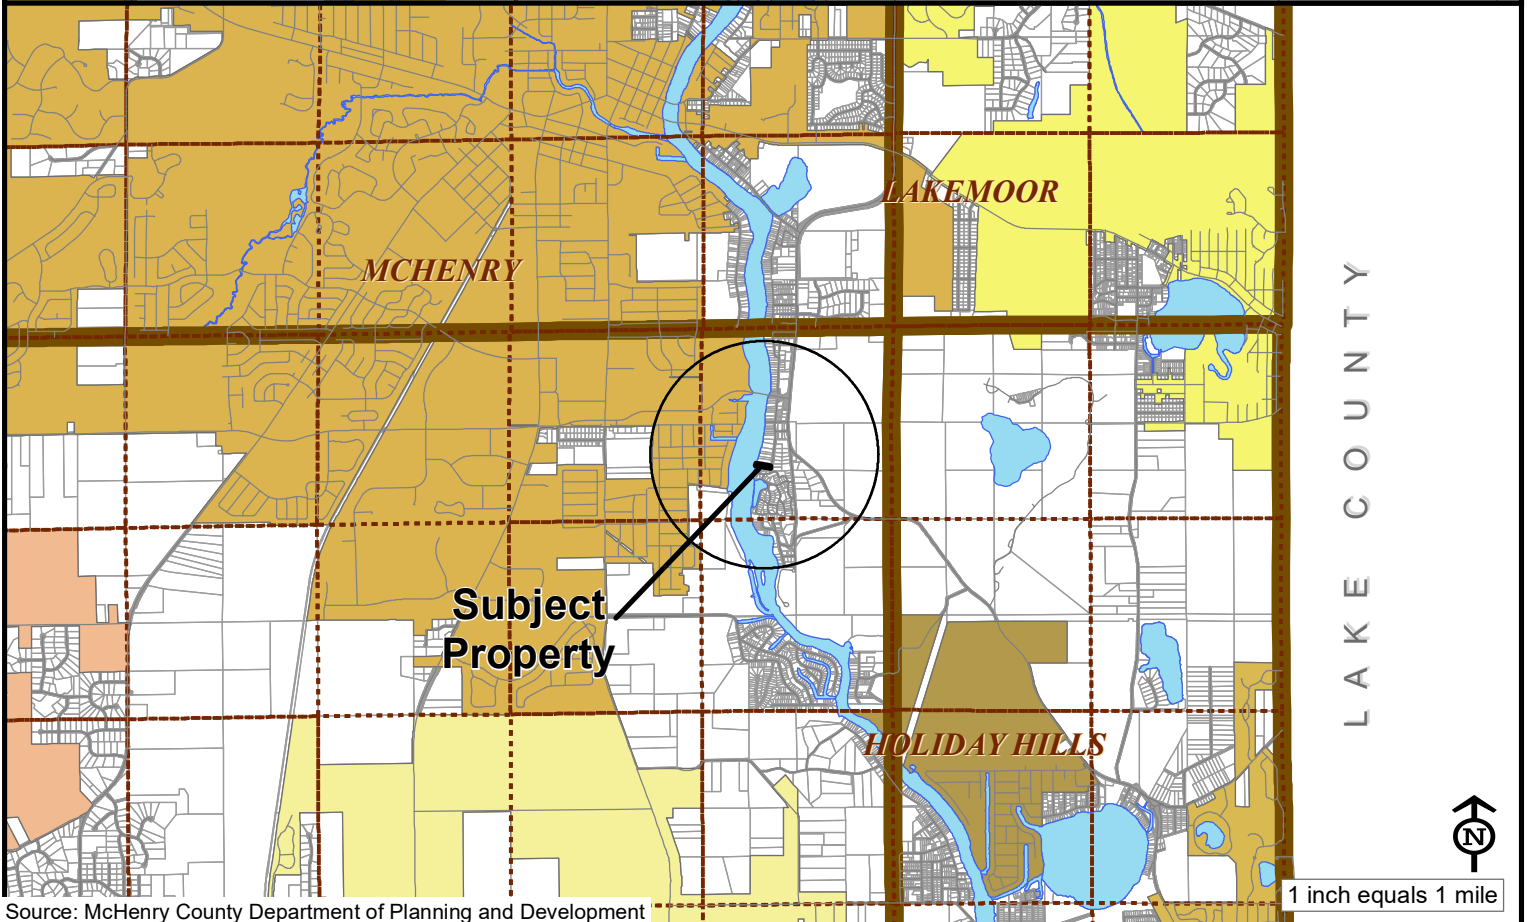 LAKEMOOR
MCHENRY
LAKE COUNTY
Subject
Property
HOLIDAY HILLS
N
1 inch equals 1 mile
Source: McHenry County Department of Planning and Development